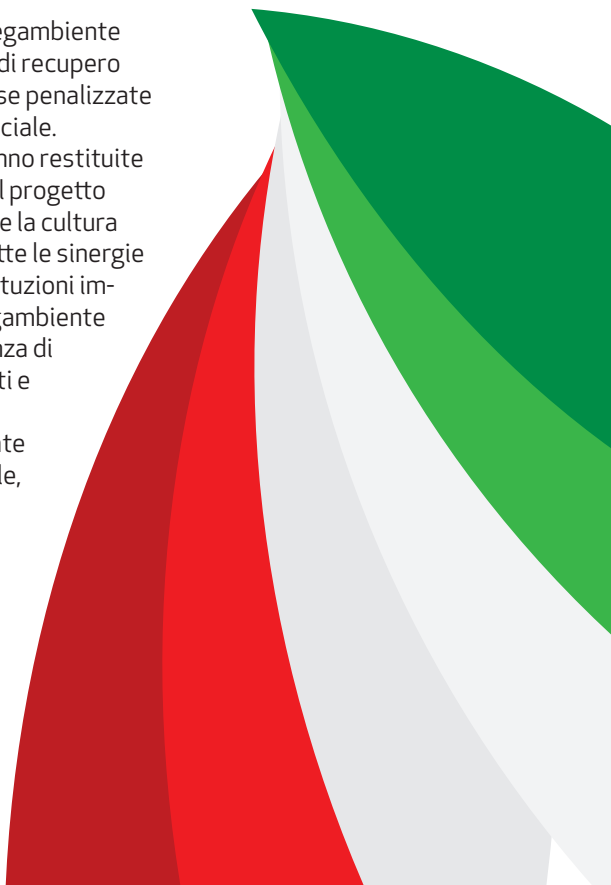 egambiente
di recupero
se penalizzate
ciale.
nno restituite
l progetto
e la cultura
tte le sinergie
tuzioni im-
gambiente
nza di
ti e
te
le,